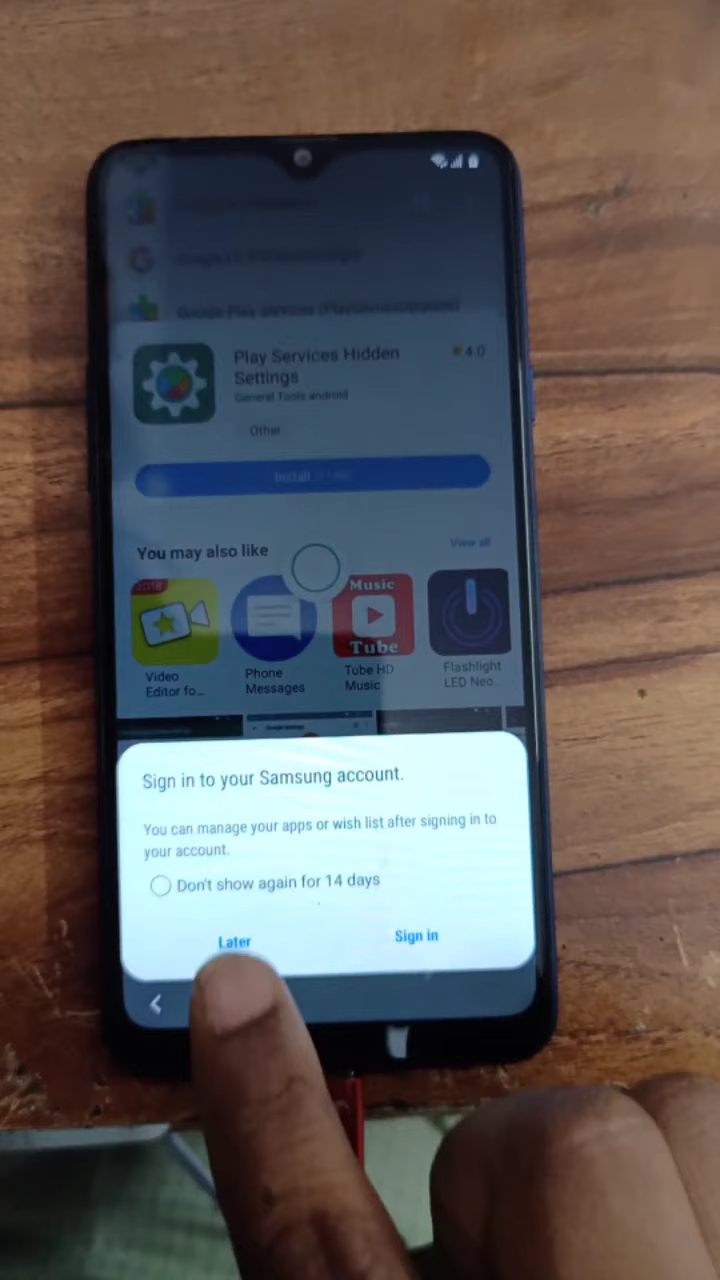 Play Services Hidden
Settings
4.0
General Tools android
Other
Install
You may also like
View all
2018
Music
Tube
Video
Editor fo...
Phone
Messages
Tube HD
Music
Flashlight
LED Neo...
Sign in to your Samsung account.
You can manage your apps or wish list after signing in to
your account.
Don't show again for 14 days
Later
Sign in